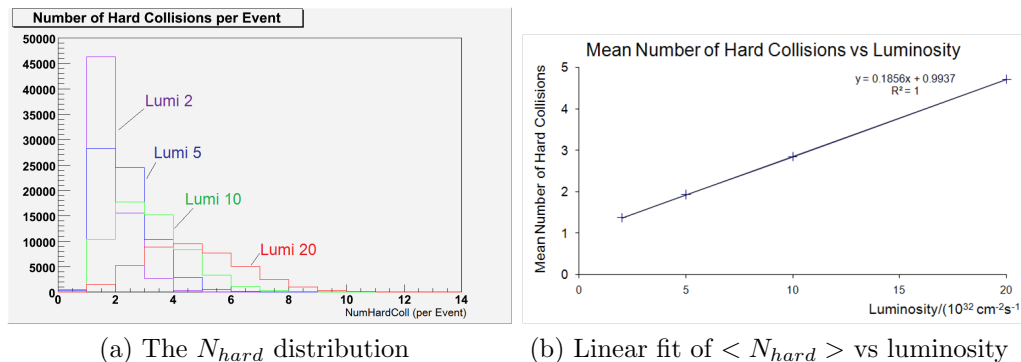 Number of Hard Collisions per Event
50000
45000
40000
35000
30000
25000
20000
15000
10000
5000
0
Lumi 2
Lumi 5
Lumi 10
Lumi 20
0 2 4 6 8 10 12 14
NumHardColl (per Event)
(a) The N_{hard} distribution
Mean Number of Hard Collisions vs Luminosity
Mean Number of Hard Collisions
y = 0.1856x + 0.9937
R² = 1
5
4
3
2
1
0
0 5 10 15 20
Luminosity/(10³² cm⁻²s⁻¹
(b) Linear fit of < N_{hard} > vs luminosity